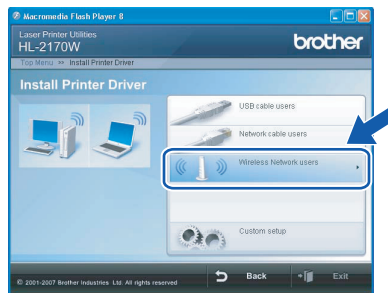 Macromedia Flash Player 8
Laser Printer Utilities
HL-2170W
brother
Top Menu >> Install Printer Driver
Install Printer Driver
USB cable users
Network cable users
Wireless Network users
Custom setup
© 2001-2007 Brother Industries Ltd. All rights reserved
Back
Exit